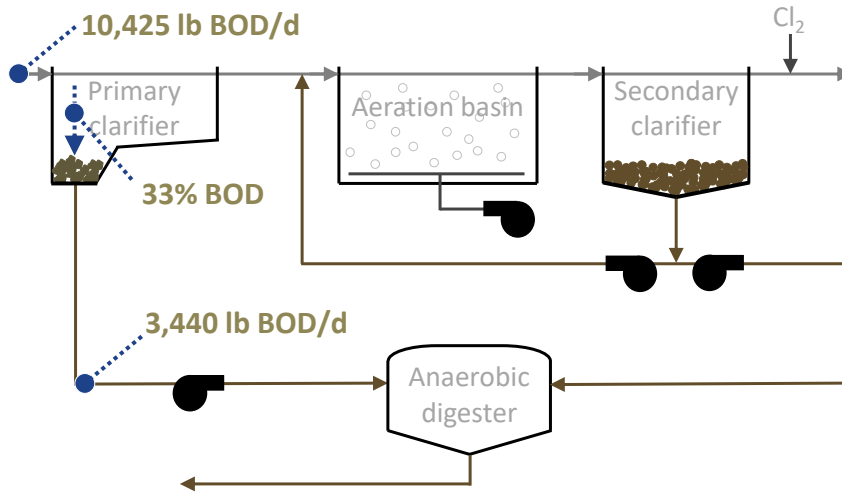 10,425 lb BOD/d
Cl₂
Primary
clarifier
Aeration basin
Secondary
clarifier
33% BOD
3,440 lb BOD/d
Anaerobic
digester